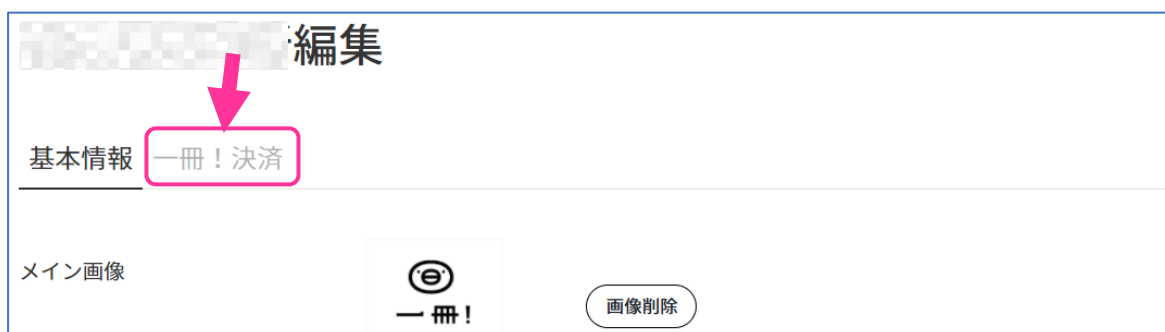 編集
基本情報 一冊！決済
メイン画像
一冊！
画像削除